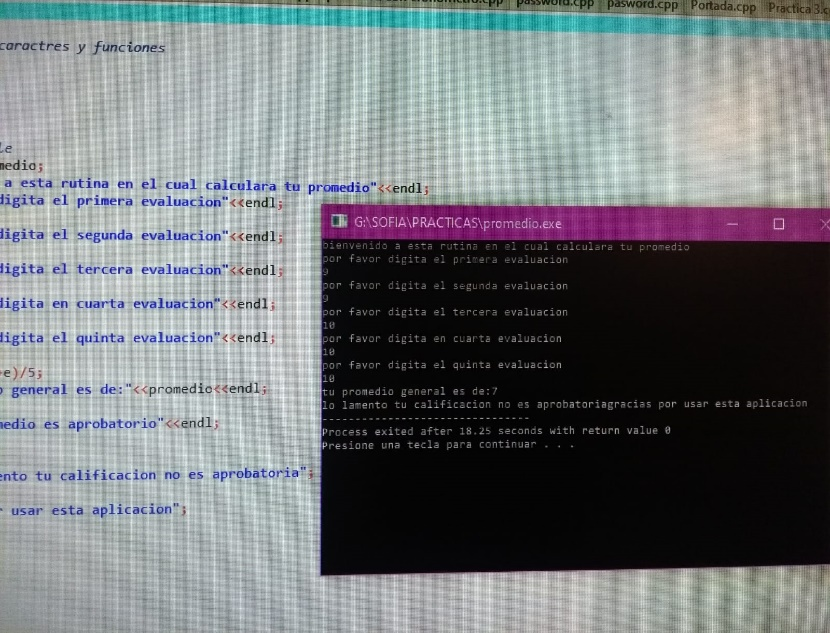 password.cpp pasword.cpp Portada.cpp Practica 3.c
caractres y funciones
le
medio;
a esta rutina en el cual calculara tu promedio"<<endl;
digita el primera evaluacion"<<endl;
digita el segunda evaluacion"<<endl;
digita el tercera evaluacion"<<endl;
digita en cuarta evaluacion"<<endl;
digita el quinta evaluacion"<<endl;
e)/5;
o general es de:"<<promedio<<endl;
medio es aprobatorio"<<endl;
ento tu calificacion no es aprobatoria";
r usar esta aplicacion";
G:\SOFIA\PRACTICAS\promedio.exe
bienvenido a esta rutina en el cual calculara tu promedio
por favor digita el primera evaluacion
9
por favor digita el segunda evaluacion
9
por favor digita el tercera evaluacion
10
por favor digita en cuarta evaluacion
10
por favor digita el quinta evaluacion
10
tu promedio general es de:7
lo lamento tu calificacion no es aprobatoriagracias por usar esta aplicacion
--------------------------------
Process exited after 18.25 seconds with return value 0
Presione una tecla para continuar . . .